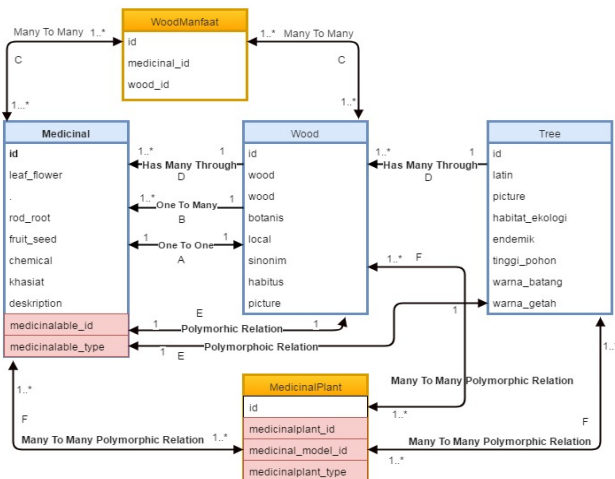 WoodManfaat
id
medicinal_id
wood_id
Many To Many
1..*
C
1...*
1..*
Many To Many
C
1..*
Medicinal
id
leaf_flower
.
rod_root
fruit_seed
chemical
khasiat
deskription
medicinalable_id
medicinalable_type
Wood
id
wood
wood
botanis
local
sinonim
habitus
picture
Tree
id
latin
picture
habitat_ekologi
endemik
tinggi_pohon
warna_batang
warna_getah
1..*
1
Has Many Through
D
1..*
1
One To Many
B
1
1
One To One
A
1..*
1
Has Many Through
D
E
1
Polymorhic Relation
1
1
E
Polymorphoic Relation
1
1..*
F
Many To Many Polymorphic Relation
1..*
MedicinalPlant
id
medicinalplant_id
medicinal_model_id
medicinalplant_type
1..*
F
Many To Many Polymorphic Relation
1..*
1..*
F
Many To Many Polymorphic Relation
1..*